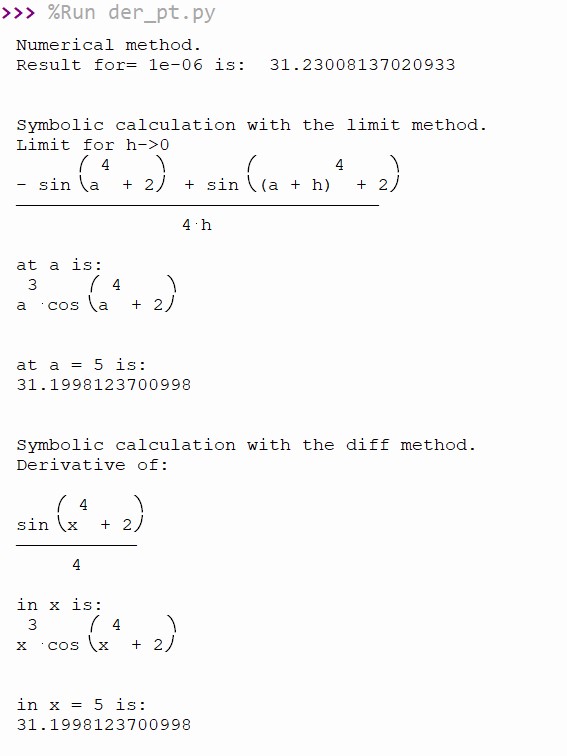 >>> %Run der_pt.py
Numerical method.
Result for= 1e-06 is:  31.23008137020933
Symbolic calculation with the limit method.
Limit for h->0
     ⎛ 4    ⎞      ⎛       4    ⎞
- sin⎝a  + 2⎠ + sin⎝(a + h)  + 2⎠
─────────────────────────────────
               4⋅h
at a is:
 3    ⎛ 4    ⎞
a ⋅cos⎝a  + 2⎠
at a = 5 is:
31.1998123700998
Symbolic calculation with the diff method.
Derivative of:
   ⎛ 4    ⎞
sin⎝x  + 2⎠
───────────
     4
in x is:
 3    ⎛ 4    ⎞
x ⋅cos⎝x  + 2⎠
in x = 5 is:
31.1998123700998